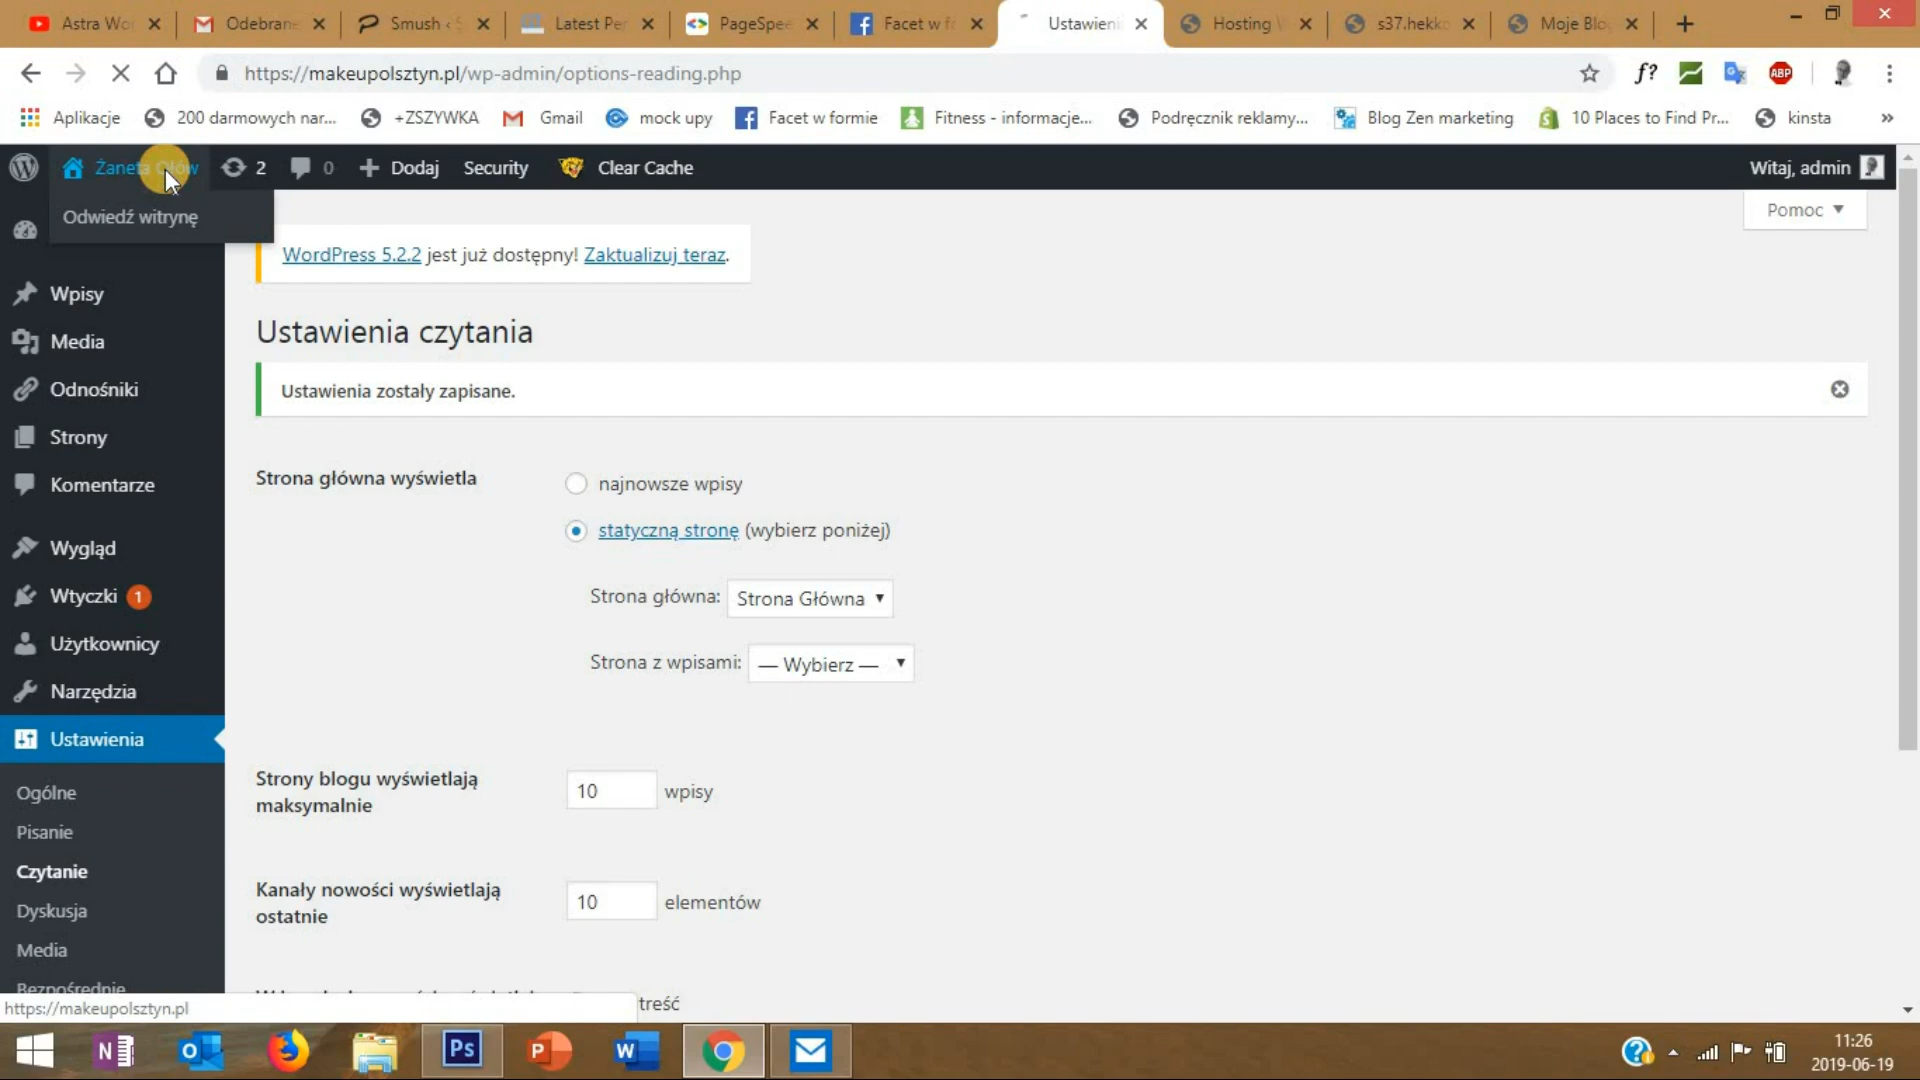 Astra Wo
Odebrane
Smush ‹
Latest Per
PageSpee
Facet w f
Ustawieni
Hosting
s37.hekko
Moje Blo
https://makeupolsztyn.pl/wp-admin/options-reading.php
f?
ABP
Aplikacje
200 darmowych nar...
+ZSZYWKA
Gmail
mock upy
Facet w formie
Fitness - informacje...
Podręcznik reklamy...
Blog Zen marketing
10 Places to Find Pr...
kinsta
»
Żaneta Głów
2
0
Dodaj
Security
Clear Cache
Witaj, admin
Odwiedź witrynę
Pomoc
WordPress 5.2.2 jest już dostępny! Zaktualizuj teraz.
Wpisy
Media
Odnośniki
Strony
Komentarze
Wygląd
Wtyczki 1
Użytkownicy
Narzędzia
Ustawienia
Ogólne
Pisanie
Czytanie
Dyskusja
Media
Bezpośrednie
Ustawienia czytania
Ustawienia zostały zapisane.
Strona główna wyświetla
najnowsze wpisy
statyczną stronę (wybierz poniżej)
Strona główna: Strona Główna
Strona z wpisami: — Wybierz —
Strony blogu wyświetlają
maksymalnie
10 wpisy
Kanały nowości wyświetlają
ostatnie
10 elementów
treść
https://makeupolsztyn.pl
Ps
11:26
2019-06-19